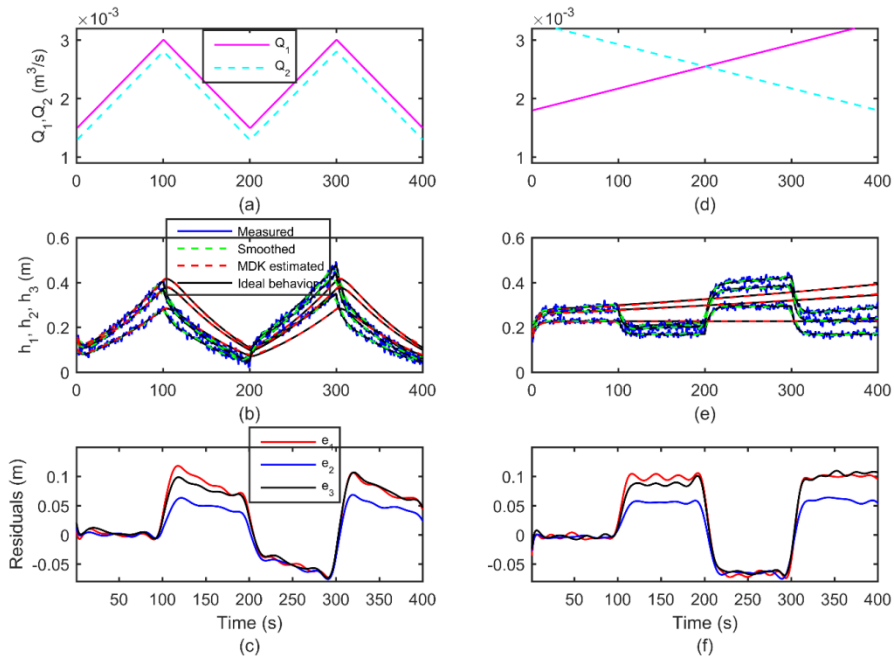 ×10⁻³
3
2
1
Q₁,Q₂ (m³/s)
Q₁
Q₂
0 100 200 300 400
(a)
×10⁻³
3
2
1
0 100 200 300 400
(d)
0.6
0.4
0.2
0
h₁, h₂, h₃ (m)
Measured
Smoothed
MDK estimated
Ideal behavior
0 100 200 300 400
(b)
0.6
0.4
0.2
0
0 100 200 300 400
(e)
0.1
0.05
0
-0.05
Residuals (m)
e₁
e₂
e₃
50 100 150 200 250 300 350 400
Time (s)
(c)
0.1
0.05
0
-0.05
50 100 150 200 250 300 350 400
Time (s)
(f)